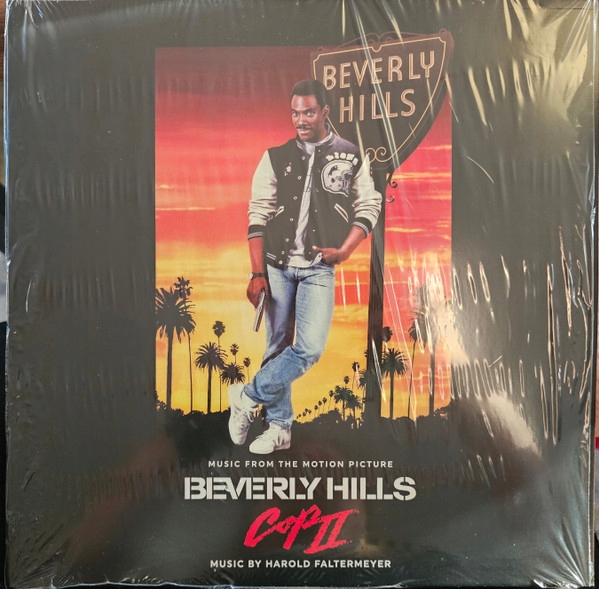 BEVERLY
HILLS
MUSIC FROM THE MOTION PICTURE
BEVERLY HILLS
Cop II
MUSIC BY HAROLD FALTERMEYER